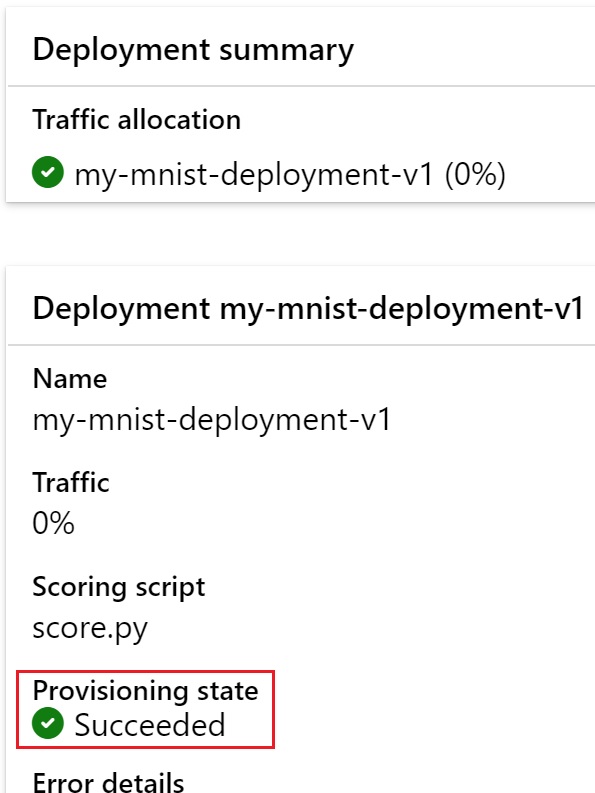 Deployment summary
Traffic allocation
my-mnist-deployment-v1 (0%)
Deployment my-mnist-deployment-v1
Name
my-mnist-deployment-v1
Traffic
0%
Scoring script
score.py
Provisioning state
Succeeded
Error details